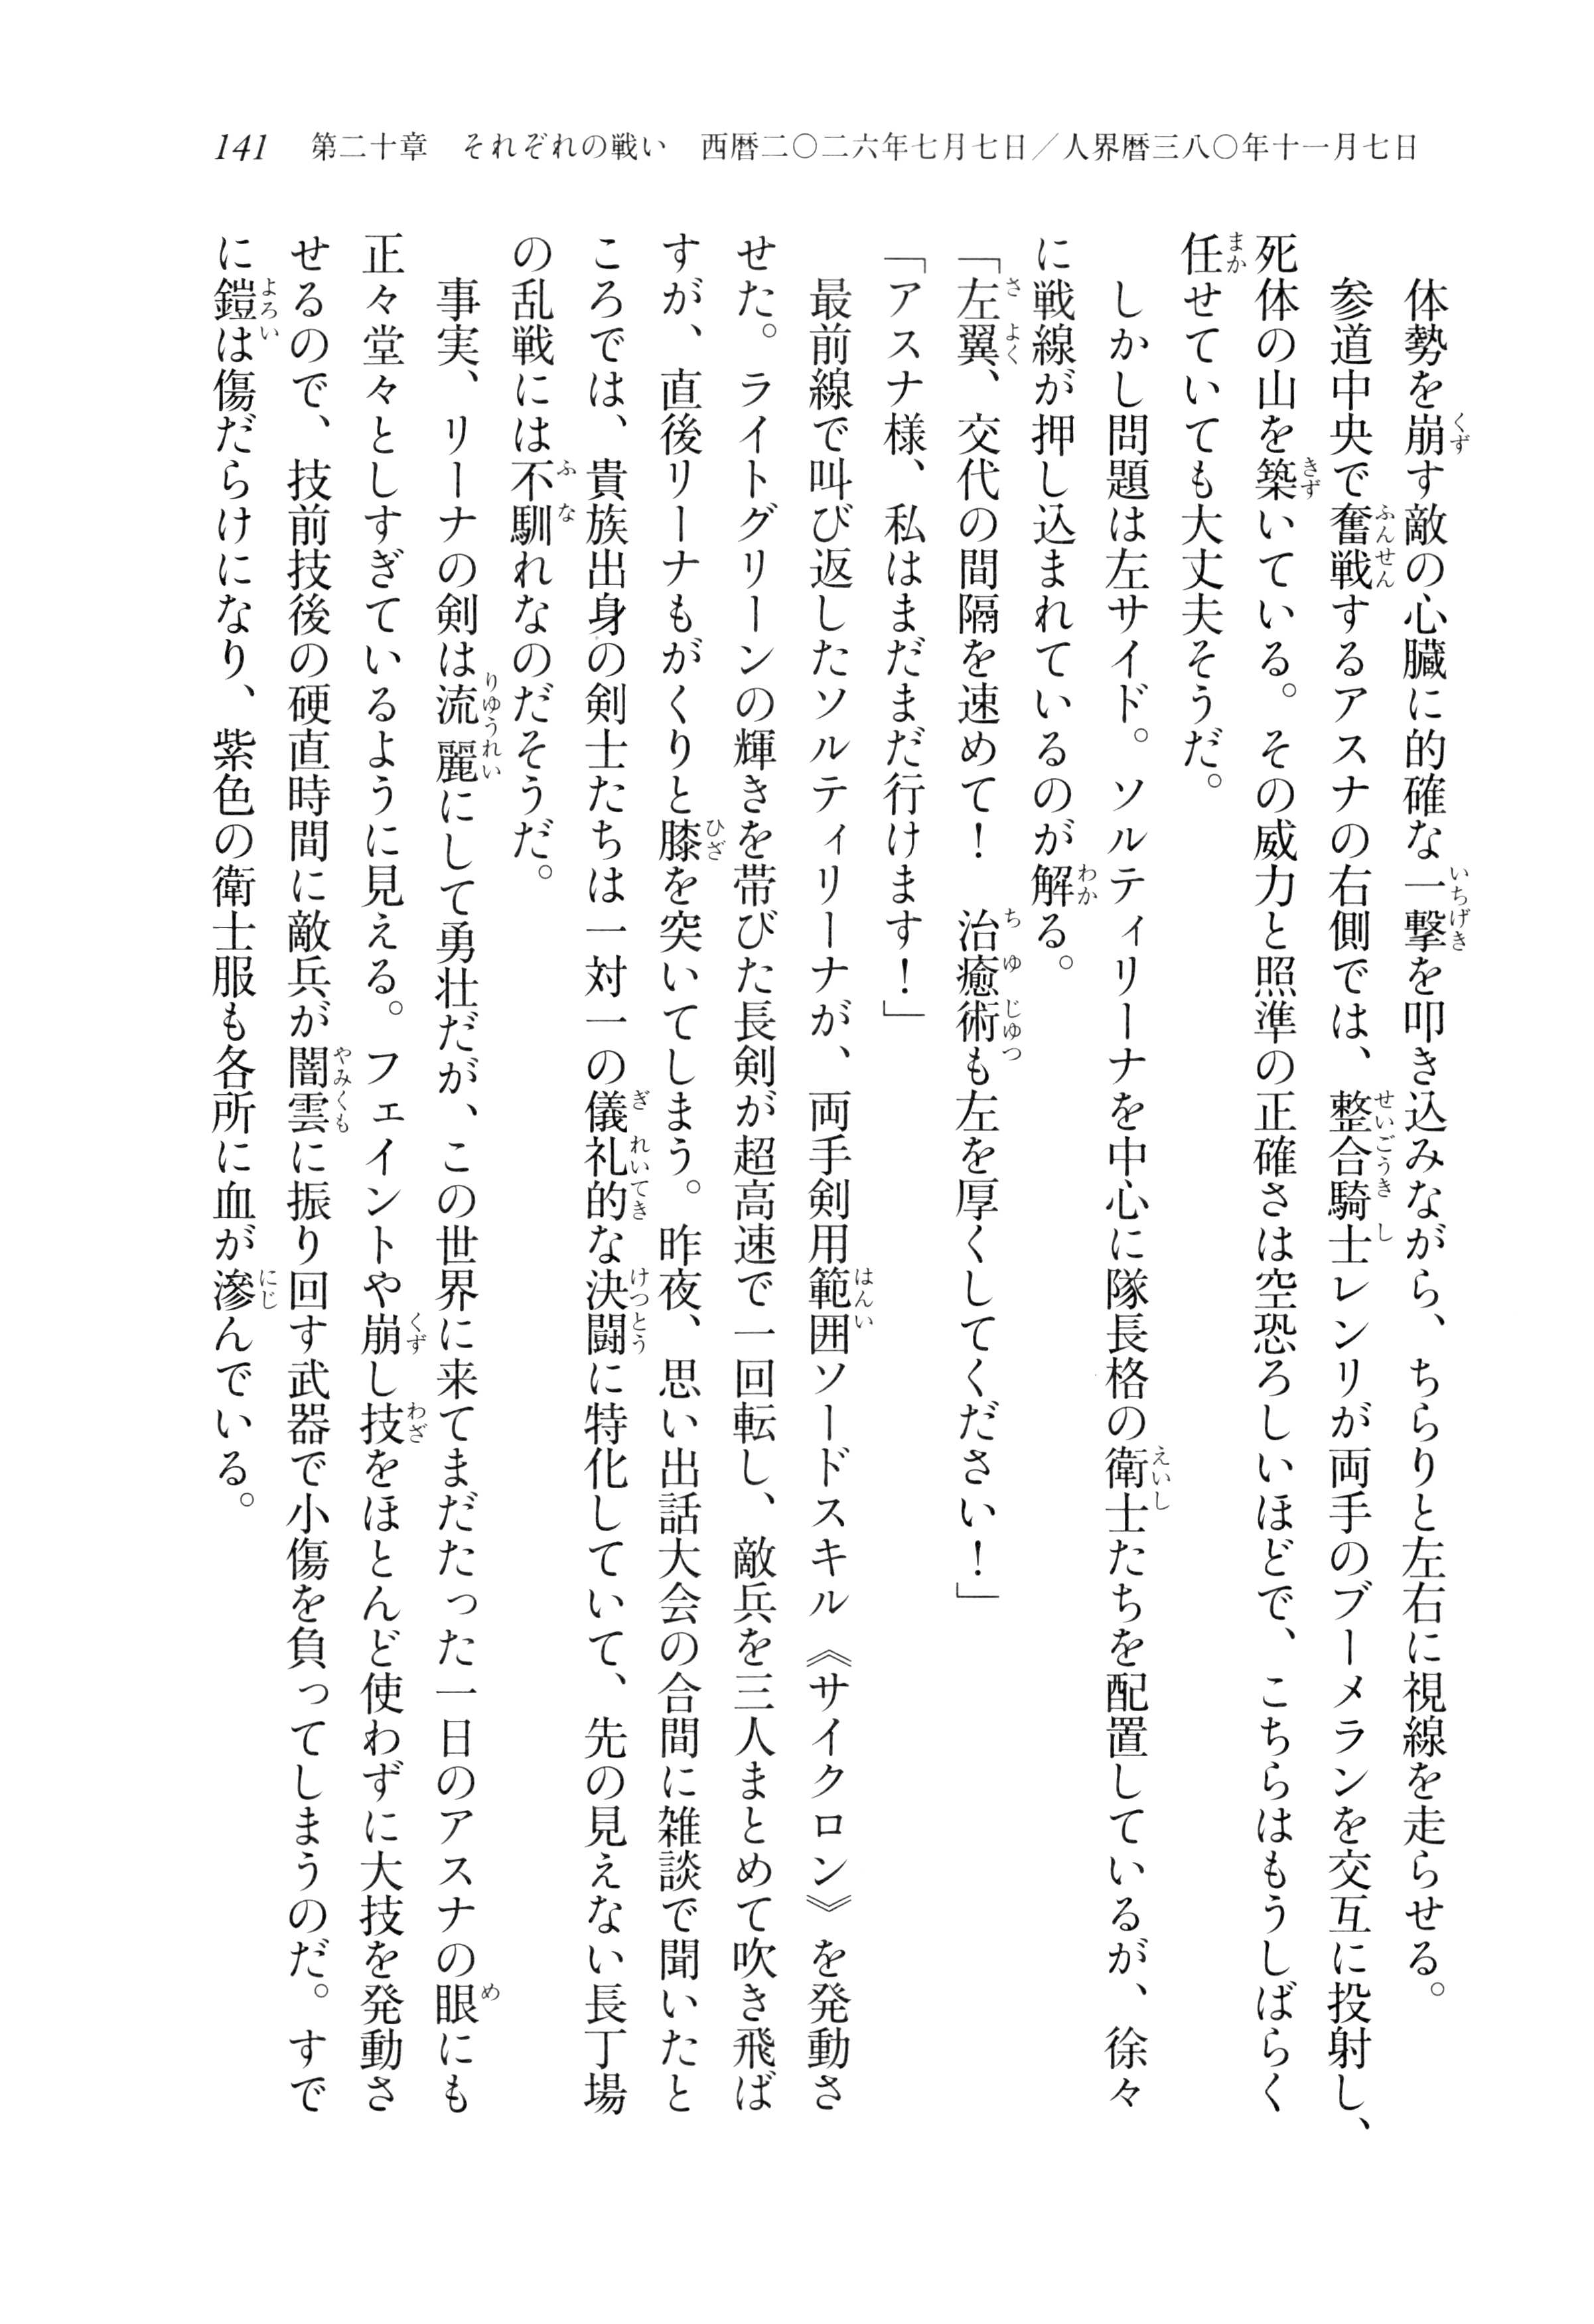 141　第二十章　それぞれの戦い　西暦二〇二六年七月七日／人界暦三八〇年十一月七日
　体勢を崩す敵の心臓に的確な一撃を叩き込みながら、ちらりと左右に視線を走らせる。
　参道中央で奮戦するアスナの右側では、整合騎士レンリが両手のブーメランを交互に投射し、
死体の山を築いている。その威力と照準の正確さは空恐ろしいほどで、こちらはもうしばらく
任せていても大丈夫そうだ。
　しかし問題は左サイド。ソルティリーナを中心に隊長格の衛士たちを配置しているが、徐々
に戦線が押し込まれているのが解る。
「左翼、交代の間隔を速めて！　治癒術も左を厚くしてください！」
「アスナ様、私はまだまだ行けます！」
　最前線で叫び返したソルティリーナが、両手剣用範囲ソードスキル《サイクロン》を発動さ
せた。ライトグリーンの輝きを帯びた長剣が超高速で一回転し、敵兵を三人まとめて吹き飛ば
すが、直後リーナもがくりと膝を突いてしまう。昨夜、思い出話大会の合間に雑談で聞いたと
ころでは、貴族出身の剣士たちは一対一の儀礼的な決闘に特化していて、先の見えない長丁場
の乱戦には不馴れなのだそうだ。
　事実、リーナの剣は流麗にして勇壮だが、この世界に来てまだたった一日のアスナの眼にも
正々堂々としすぎているように見える。フェイントや崩し技をほとんど使わずに大技を発動さ
せるので、技前技後の硬直時間に敵兵が闇雲に振り回す武器で小傷を負ってしまうのだ。すで
に鎧は傷だらけになり、紫色の衛士服も各所に血が滲んでいる。